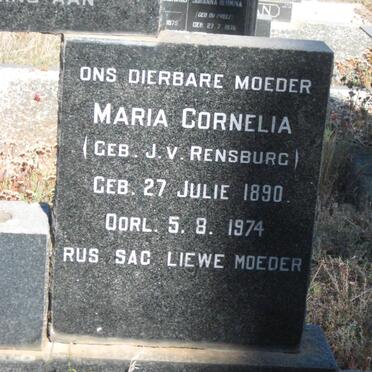 ONS DIERBARE MOEDER
MARIA CORNELIA
(GEB. J.V. RENSBURG)
GEB. 27 JULIE 1890.
OORL. 5. 8. 1974
RUS SAG LIEWE MOEDER
AAN